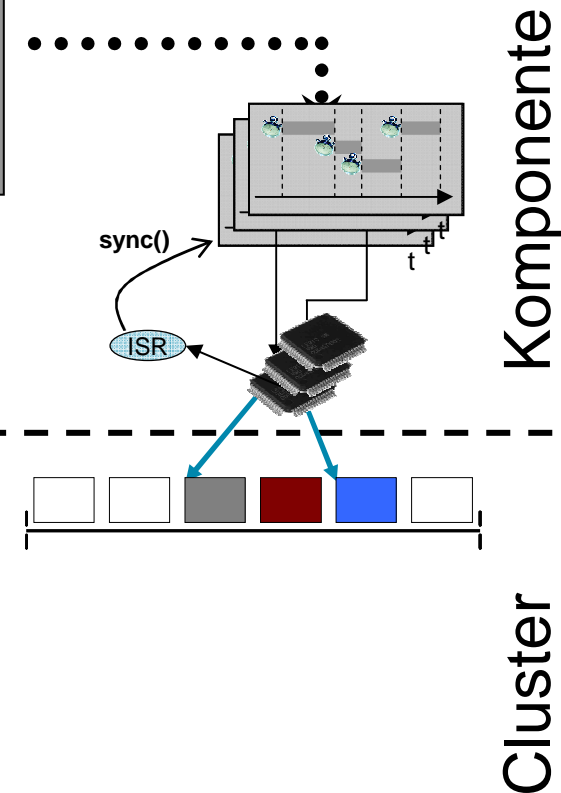 Komponente
sync()
t
t
t
ISR
Cluster